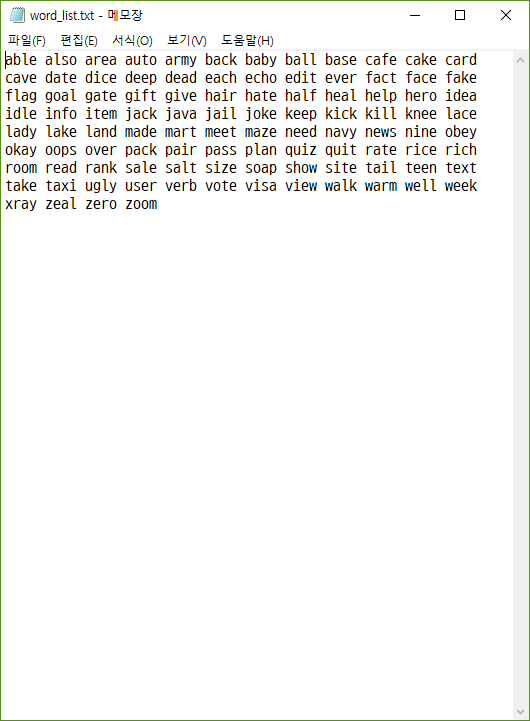 word_list.txt - 메모장
파일(F) 편집(E) 서식(O) 보기(V) 도움말(H)
able also area auto army back baby ball base cafe cake card
cave date dice deep dead each echo edit ever fact face fake
flag goal gate gift give hair hate half heal help hero idea
idle info item jack java jail joke keep kick kill knee lace
lady lake land made mart meet maze need navy news nine obey
okay oops over pack pair pass plan quiz quit rate rice rich
room read rank sale salt size soap show site tail teen text
take taxi ugly user verb vote visa view walk warm well week
xray zeal zero zoom